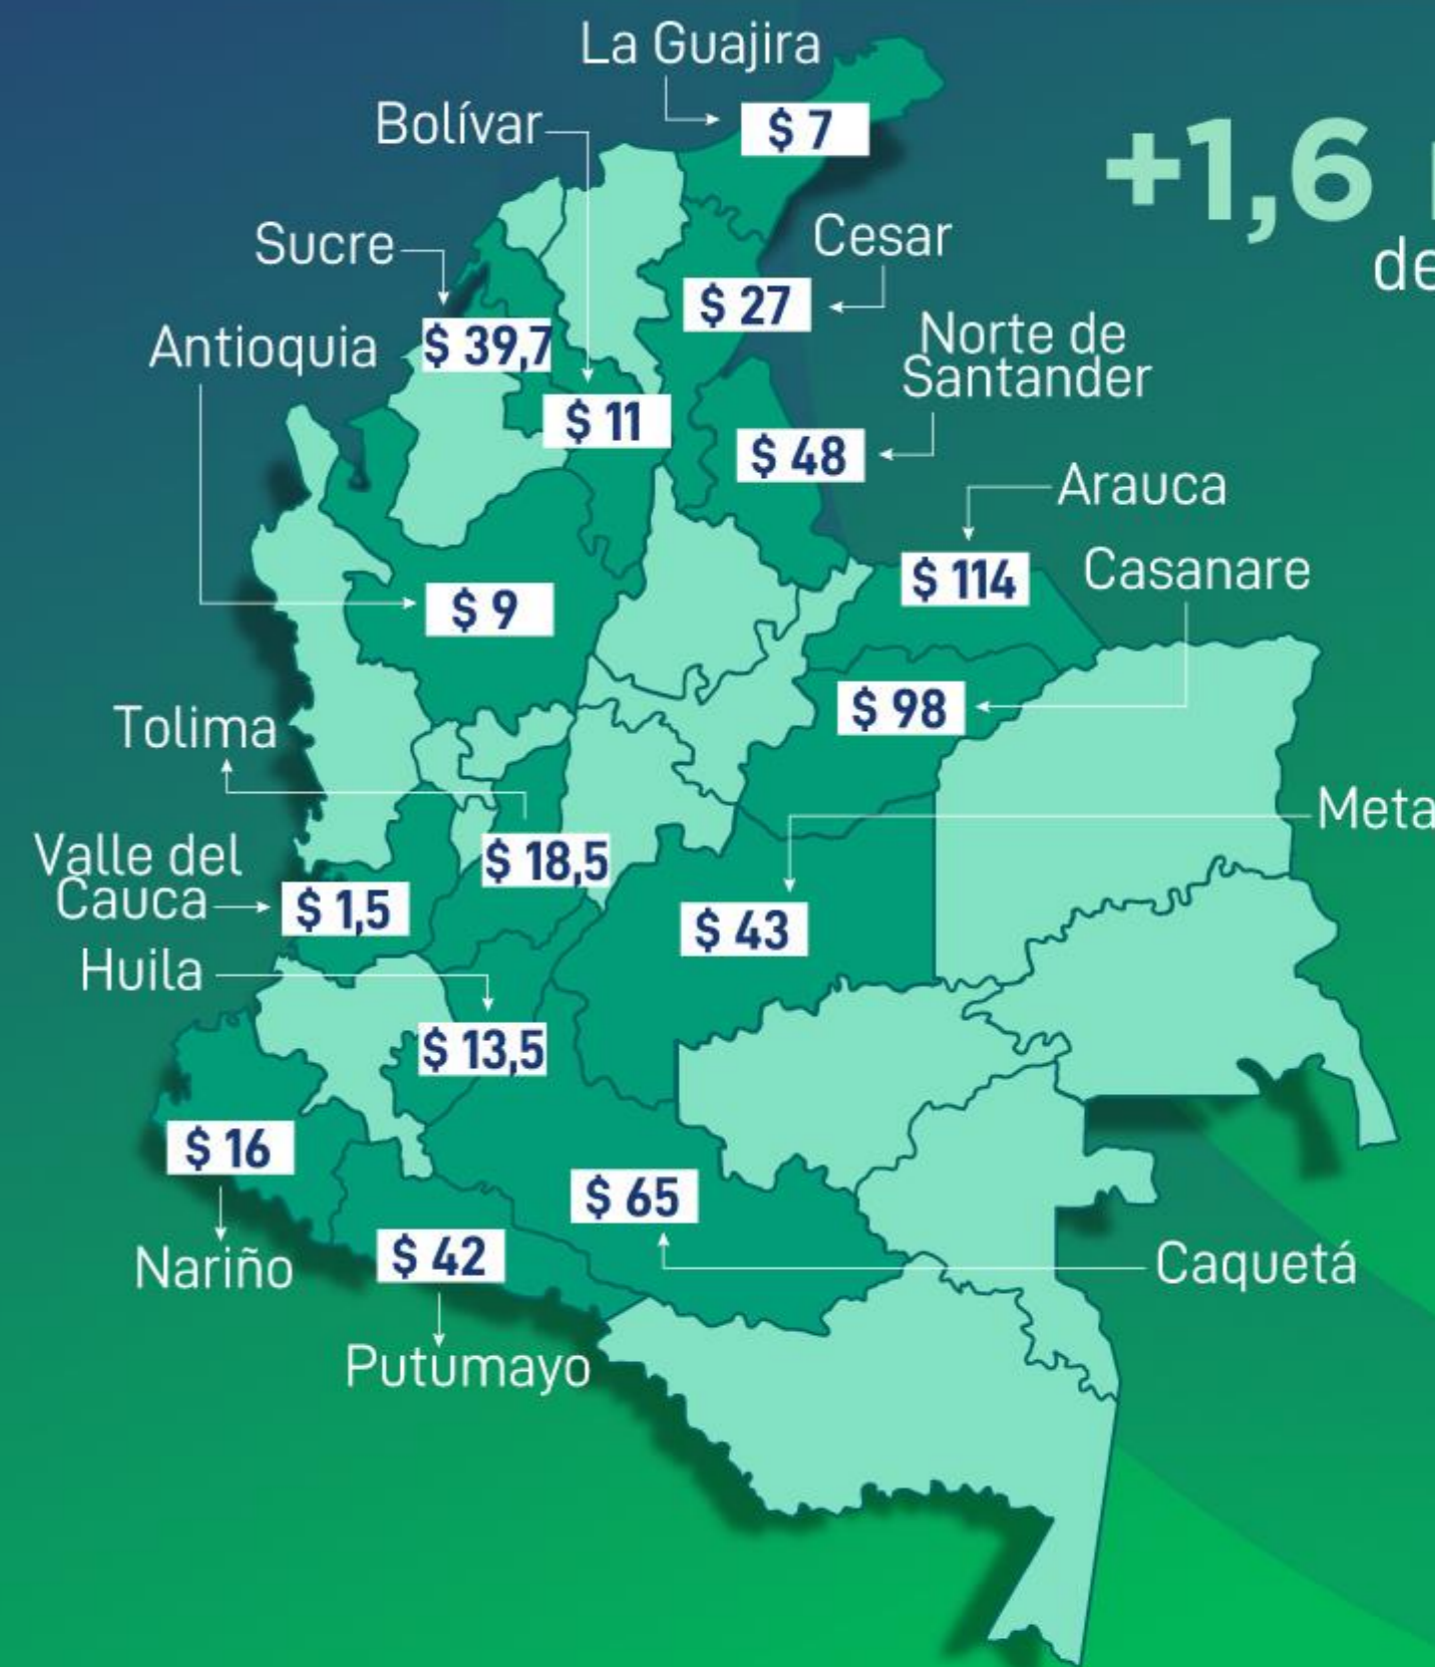 La Guajira
$ 7
Bolívar
+1,6
Sucre
Cesar
$ 27
Antioquia
$ 39,7
Norte de
Santander
$ 11
$ 48
Arauca
$ 114
Casanare
$ 9
$ 98
Tolima
Meta
Valle del
Cauca
$ 18,5
$ 1,5
$ 43
Huila
$ 13,5
$ 16
$ 65
Nariño
$ 42
Caquetá
Putumayo